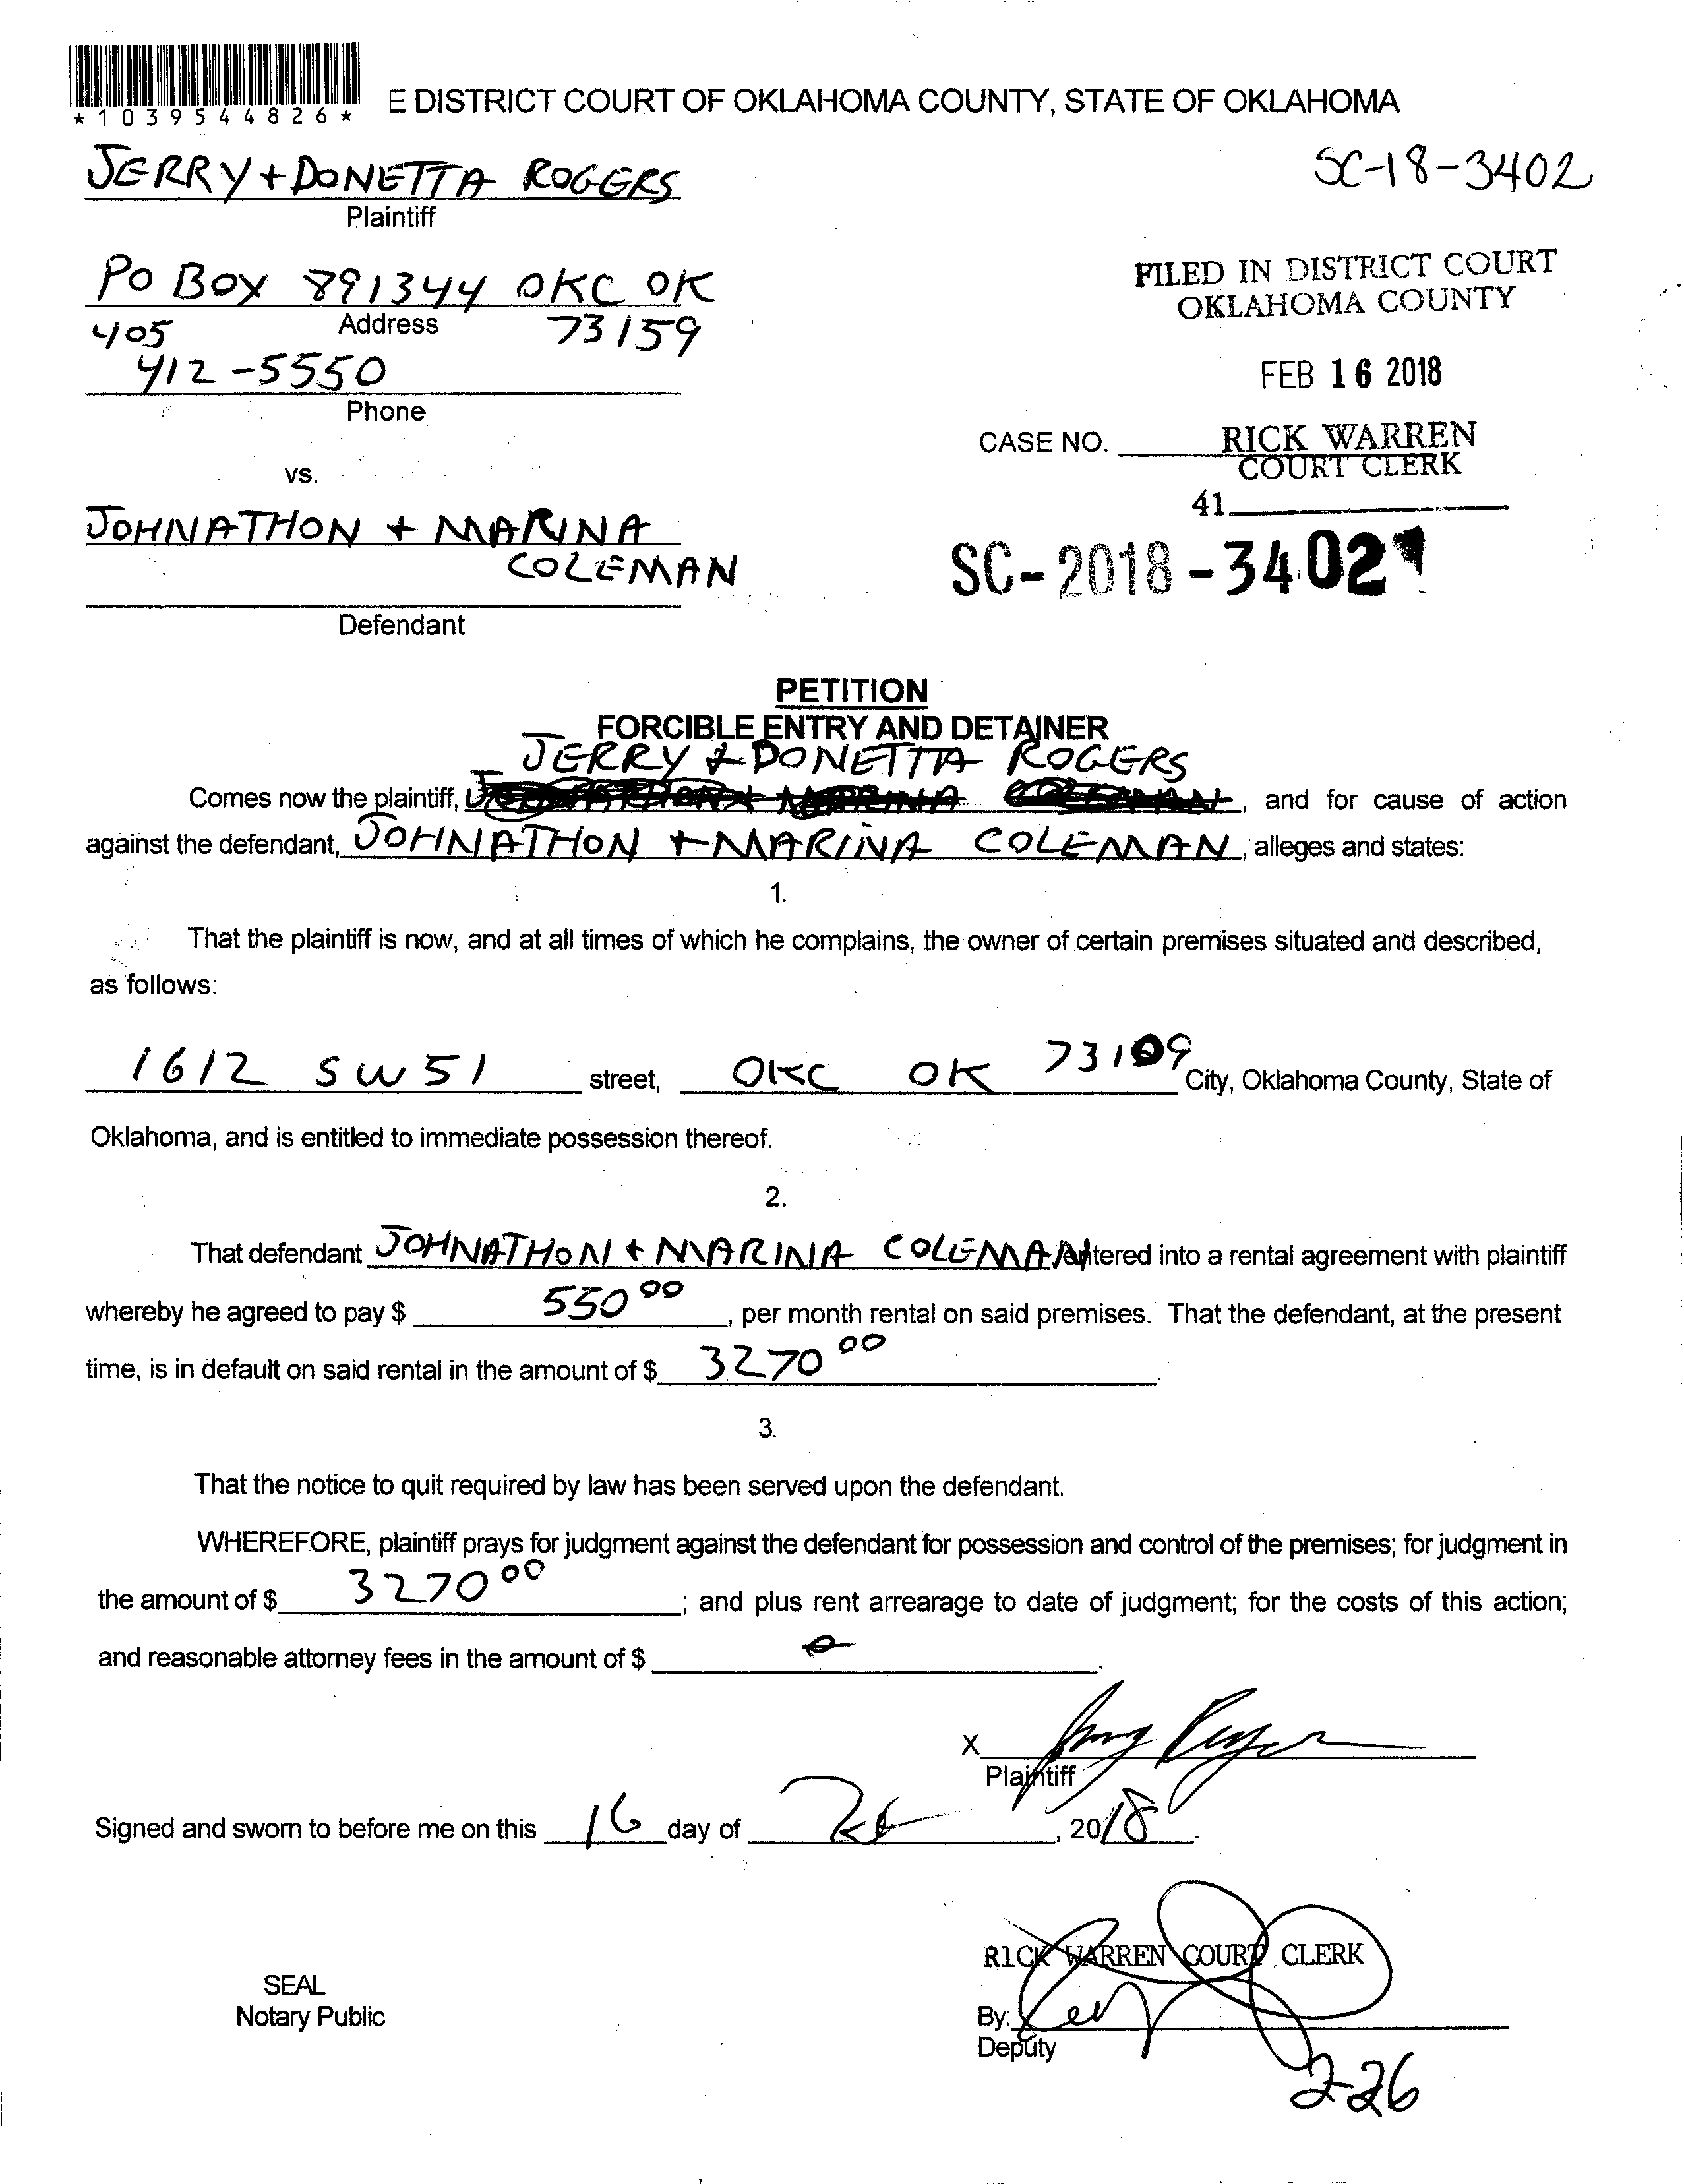 *1039544826*
E DISTRICT COURT OF OKLAHOMA COUNTY, STATE OF OKLAHOMA
JERRY + DONETTA ROGERS
Plaintiff
SC-18-3402
PO BOX 891344 OKC OK
Address
73159
405
412-5550
Phone
FILED IN DISTRICT COURT
OKLAHOMA COUNTY
FEB 16 2018
CASE NO.
RICK WARREN
COURT CLERK
41
vs.
JOHNATHON + MARINA
COLEMAN
Defendant
SC-2018-3402
PETITION
FORCIBLE ENTRY AND DETAINER
JERRY & DONETTA ROGERS
Comes now the plaintiff, , and for cause of action
against the defendant, JOHNATHON + MARINA COLEMAN, alleges and states:
1.
That the plaintiff is now, and at all times of which he complains, the owner of certain premises situated and described,
as follows:
1612 SW 51 street, OKC OK 73109 City, Oklahoma County, State of
Oklahoma, and is entitled to immediate possession thereof.
2.
That defendant JOHNATHON + MARINA COLEMAN entered into a rental agreement with plaintiff
whereby he agreed to pay $ 550 00, per month rental on said premises. That the defendant, at the present
time, is in default on said rental in the amount of $ 3270 00.
3.
That the notice to quit required by law has been served upon the defendant.
WHEREFORE, plaintiff prays for judgment against the defendant for possession and control of the premises; for judgment in
the amount of $ 3270 00; and plus rent arrearage to date of judgment; for the costs of this action;
and reasonable attorney fees in the amount of $ .
X
Plaintiff
Signed and sworn to before me on this 16 day of , 2018.
RICK WARREN COURT CLERK
SEAL
Notary Public
By:
Deputy
2-26